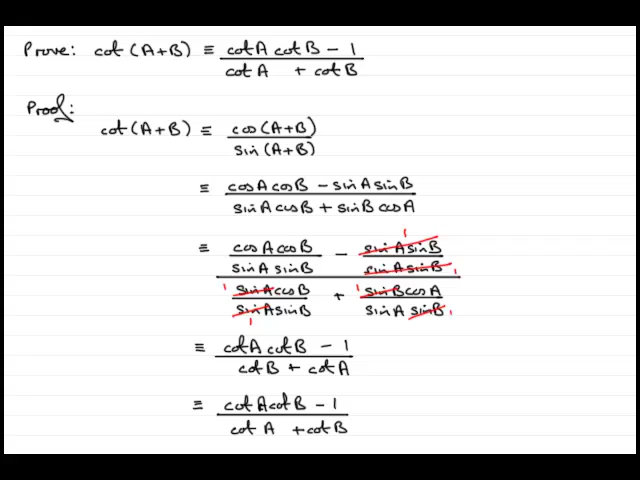 Prove: cot (A+B) ≡ (cotA cotB - 1)/(cotA + cotB)
Proof:
cot (A+B) ≡ cos(A+B)/sin(A+B)
≡ (cosA cosB - sinA sinB)/(sinA cosB + sinB cosA)
≡ (cosA cosB/sinA sinB - sinA sinB/sinA sinB)/(sinA cosB/sinA sinB + sinB cosA/sinA sinB)
≡ (cotA cotB - 1)/(cotB + cotA)
≡ (cotA cotB - 1)/(cotA + cotB)